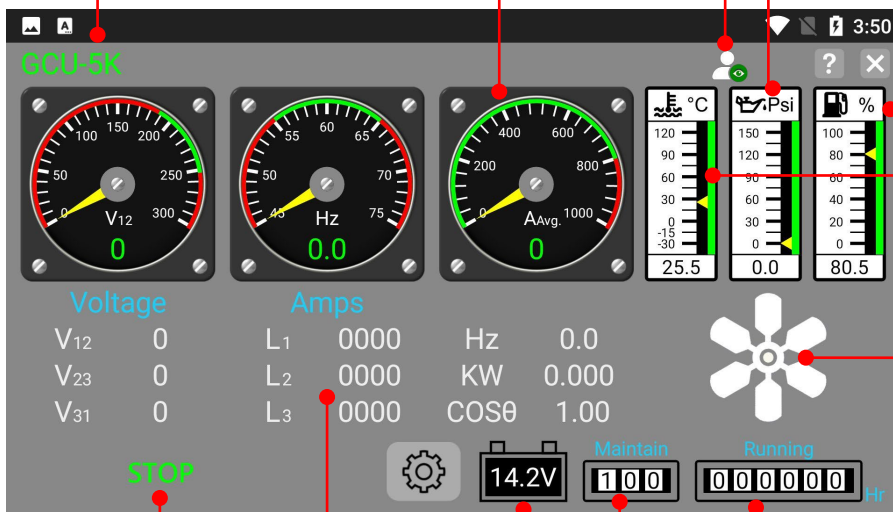 A
3:50
GCU-5K
?
0 50 100 150 200 250 300
V12
0
45 50 55 60 65 70 75
Hz
0.0
0 200 400 600 800 1000
AAvg.
0
°C
120
90
60
30
0
-15
-30
25.5
Psi
150
120
90
60
30
0
0.0
%
100
80
60
40
20
0
80.5
Voltage Amps
V12 0 L1 0000 Hz 0.0
V23 0 L2 0000 KW 0.000
V31 0 L3 0000 COSθ 1.00
STOP
14.2V
Maintain
100
Running
000000
Hr